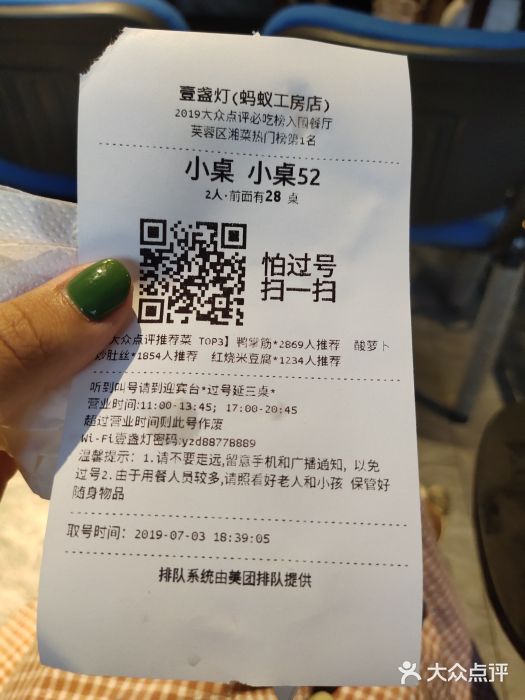 壹盏灯(蚂蚁工房店)
2019大众点评必吃榜入围餐厅
芙蓉区湘菜热门榜第1名
小桌 小桌52
2人·前面有28 桌
怕过号
扫一扫
大众点评推荐菜 TOP3】鸭掌筋*2869人推荐 酸萝卜
炒肚丝*1854人推荐 红烧米豆腐*1234人推荐
听到叫号请到迎宾台*过号延三桌*
营业时间:11:00-13:45; 17:00-20:45
超过营业时间则此号作废
Wi-Fi壹盏灯密码:yzd88778889
温馨提示: 1.请不要走远,留意手机和广播通知, 以免
过号2.由于用餐人员较多,请照看好老人和小孩 保管好
随身物品
取号时间: 2019-07-03 18:39:05
排队系统由美团排队提供
大众点评